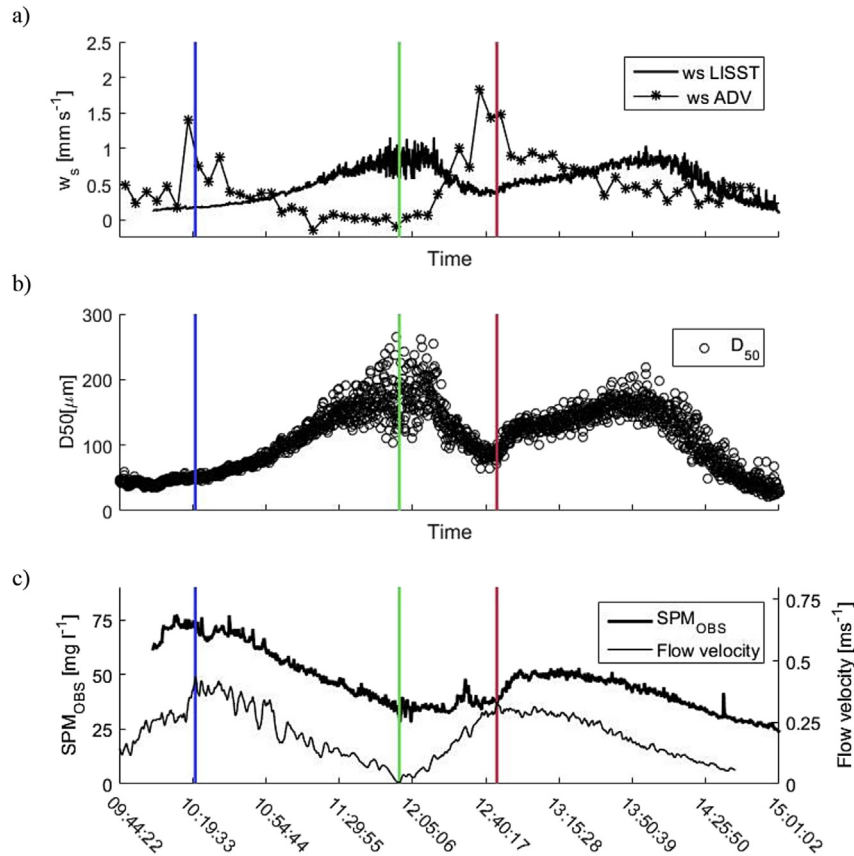 a)
2.5
2
1.5
1
0.5
0
w_s [mm s⁻¹]
ws LISST
ws ADV
Time
b)
300
200
100
0
D50[μm]
D₅₀
Time
c)
75
50
25
0
SPM_OBS [mg l⁻¹]
SPM_OBS
Flow velocity
0.75
0.5
0.25
0
Flow velocity [ms⁻¹]
09:44:22
10:19:33
10:54:44
11:29:55
12:05:06
12:40:17
13:15:28
13:50:39
14:25:50
15:01:02